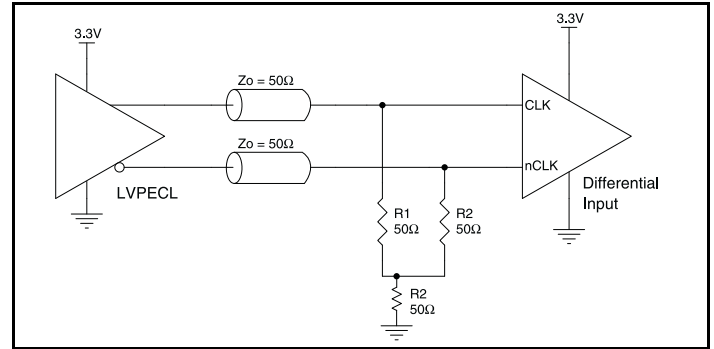 3.3V
3.3V
Zo = 50Ω
CLK
Zo = 50Ω
nCLK
LVPECL
Differential
Input
R1
50Ω
R2
50Ω
R2
50Ω